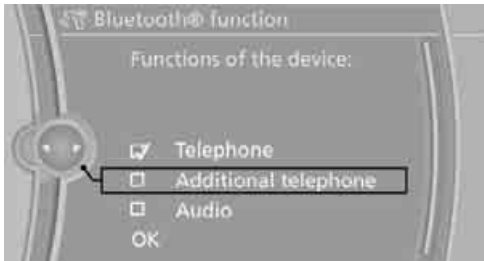 Bluetooth® function
Functions of the device:
Telephone
Additional telephone
Audio
OK